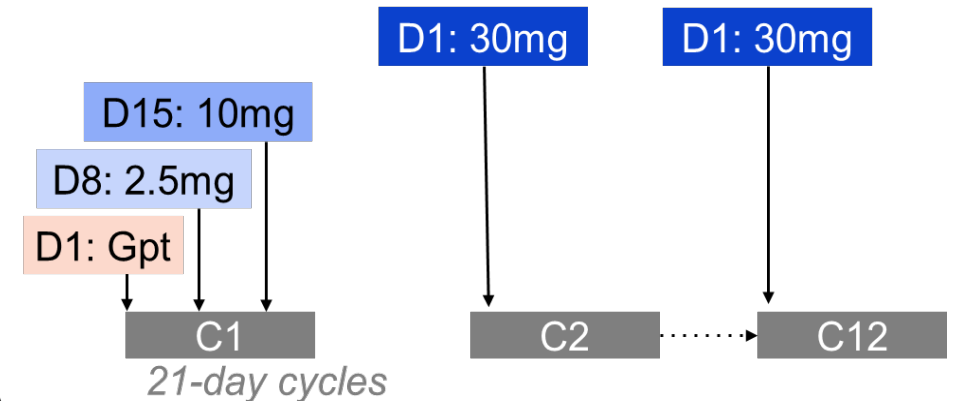 D1: 30mg
D1: 30mg
D15: 10mg
D8: 2.5mg
D1: Gpt
C1
C2
C12
21-day cycles